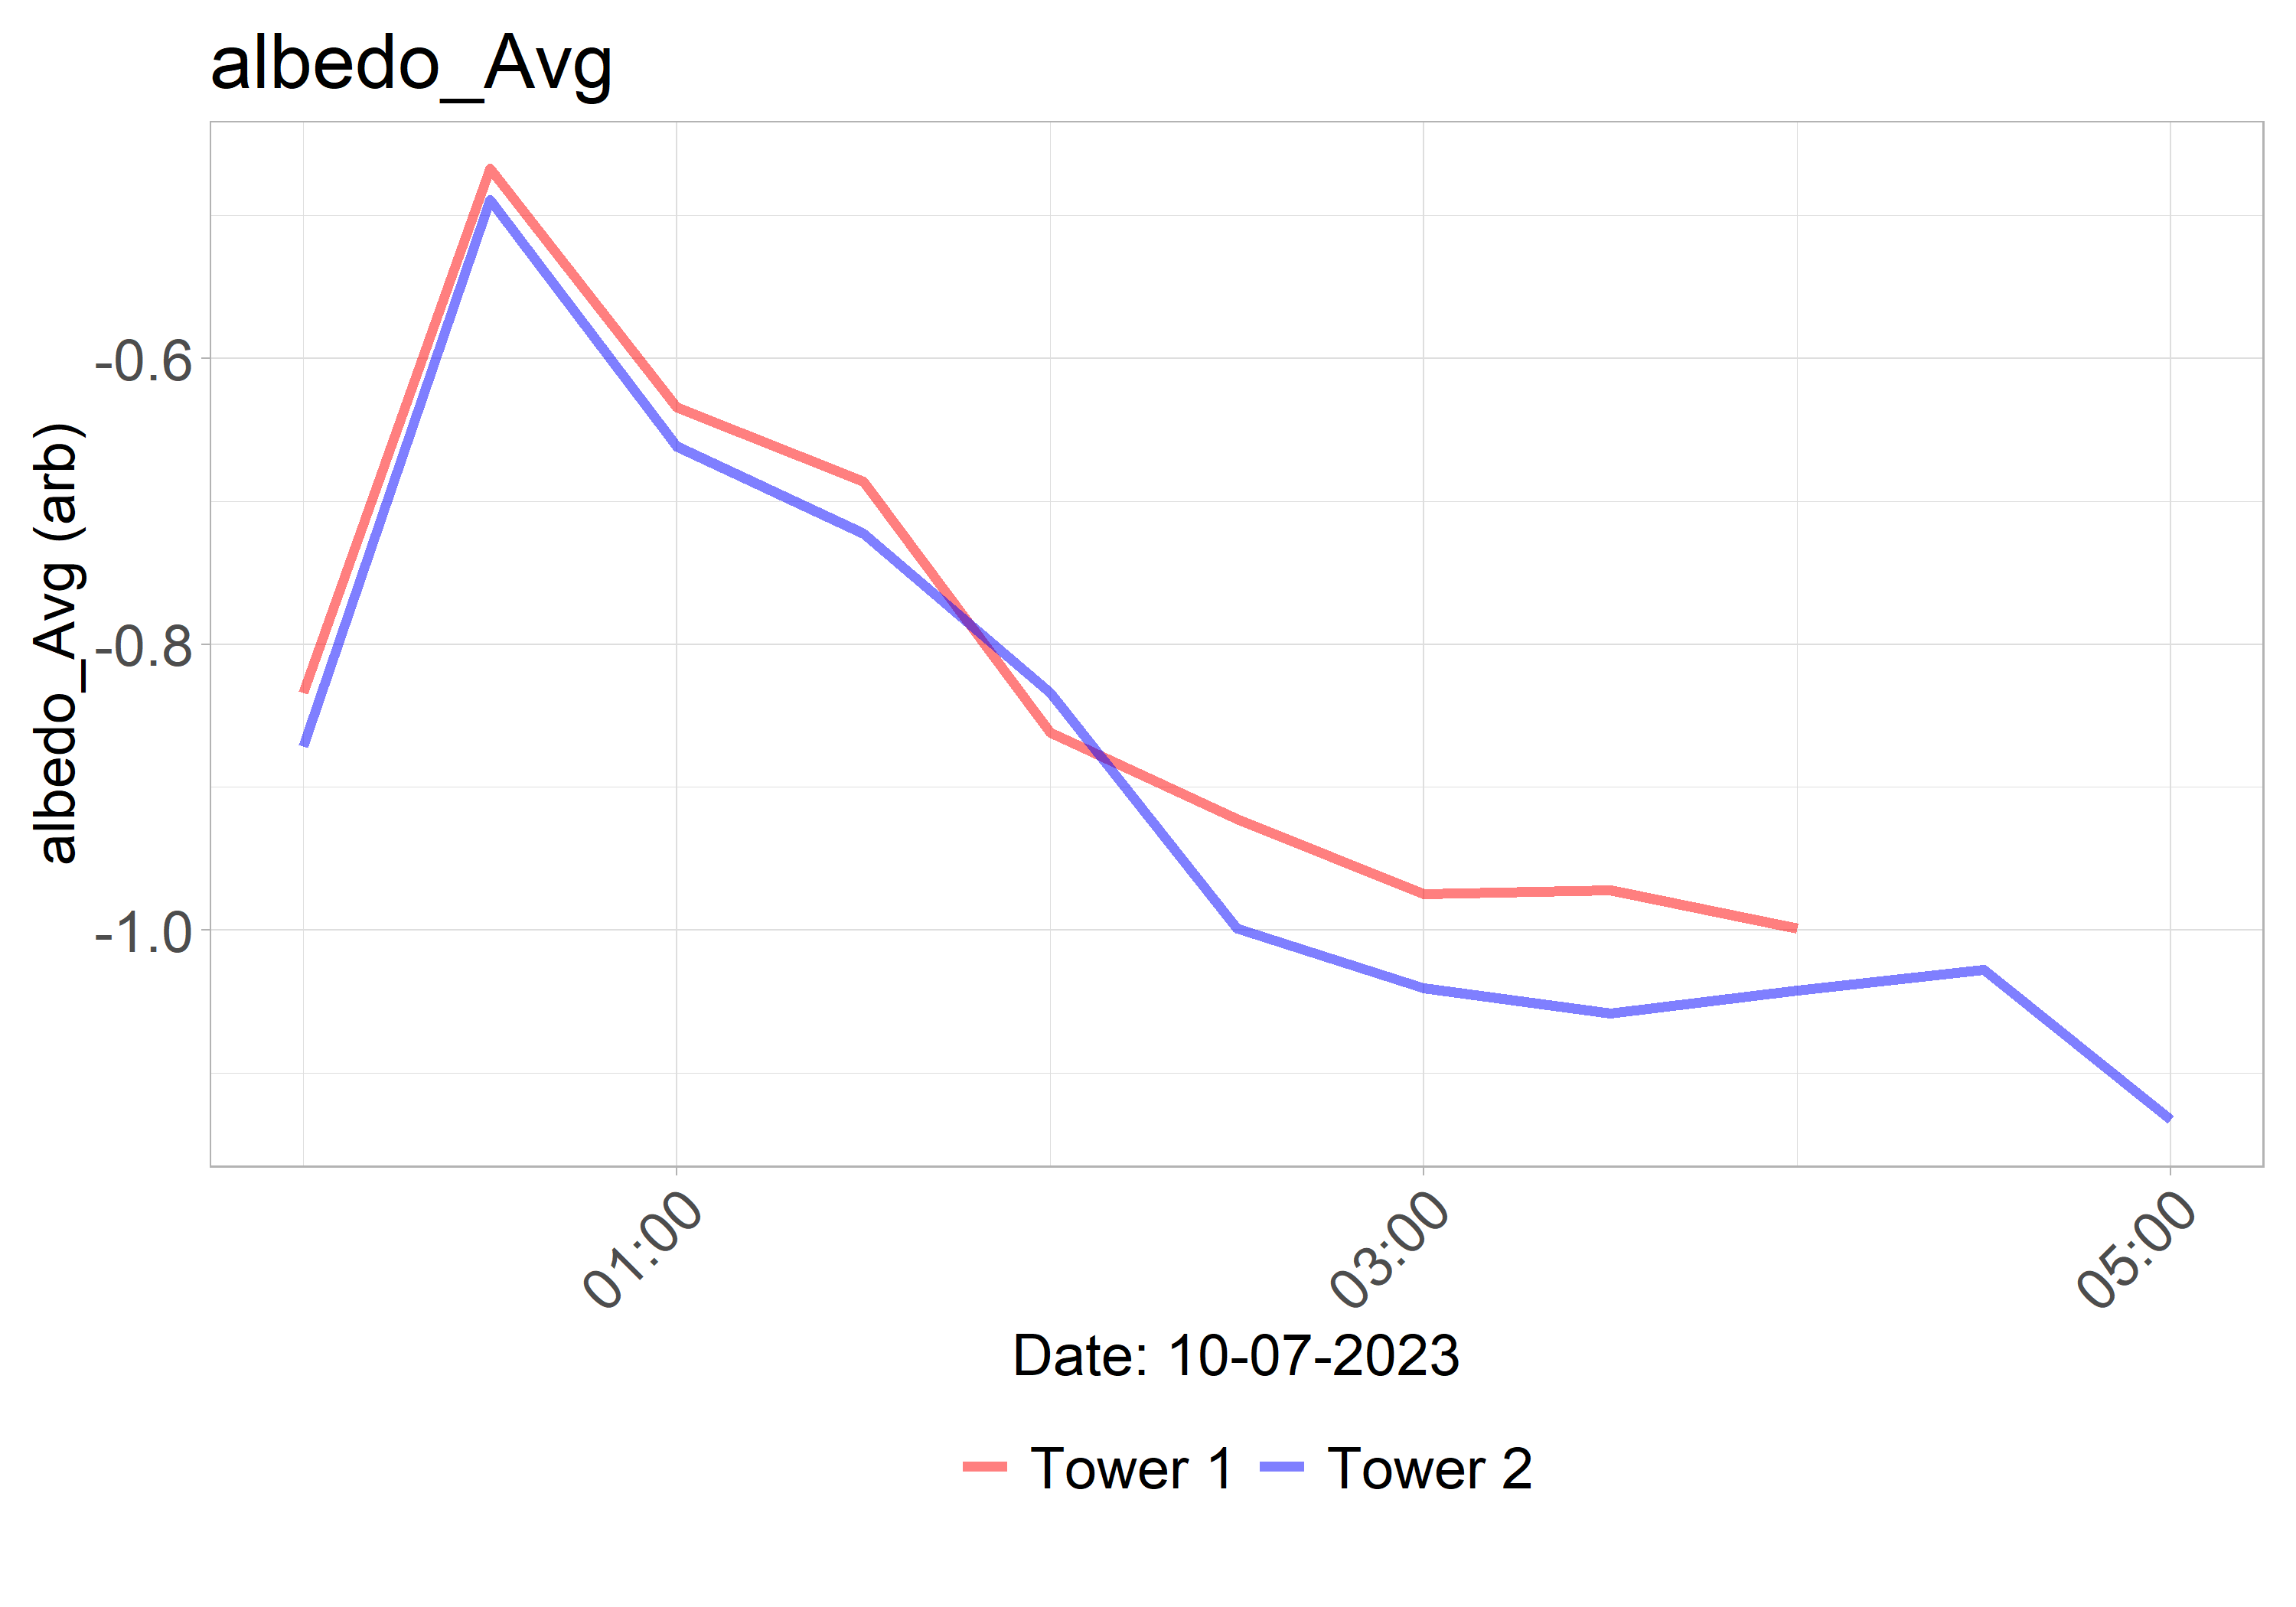 albedo_Avg
albedo_Avg (arb)
-0.6
-0.8
-1.0
01:00
03:00
05:00
Date: 10-07-2023
Tower 1
Tower 2